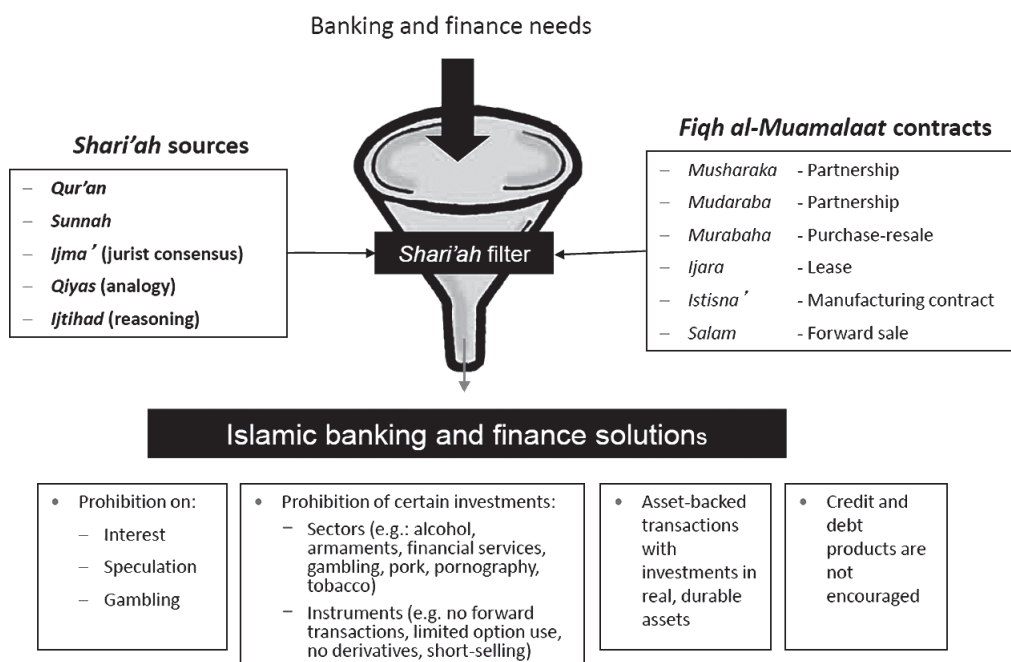 Banking and finance needs
Shari’ah sources
– Qur’an
– Sunnah
– Ijma’ (jurist consensus)
– Qiyas (analogy)
– Ijtihad (reasoning)
Shari’ah filter
Fiqh al-Muamalaat contracts
– Musharaka - Partnership
– Mudaraba - Partnership
– Murabaha - Purchase-resale
– Ijara - Lease
– Istisna’ - Manufacturing contract
– Salam - Forward sale
Islamic banking and finance solutions
• Prohibition on:
– Interest
– Speculation
– Gambling
• Prohibition of certain investments:
– Sectors (e.g.: alcohol,
armaments, financial services,
gambling, pork, pornography,
tobacco)
– Instruments (e.g. no forward
transactions, limited option use,
no derivatives, short-selling)
• Asset-backed
transactions
with
investments in
real, durable
assets
• Credit and
debt
products are
not
encouraged